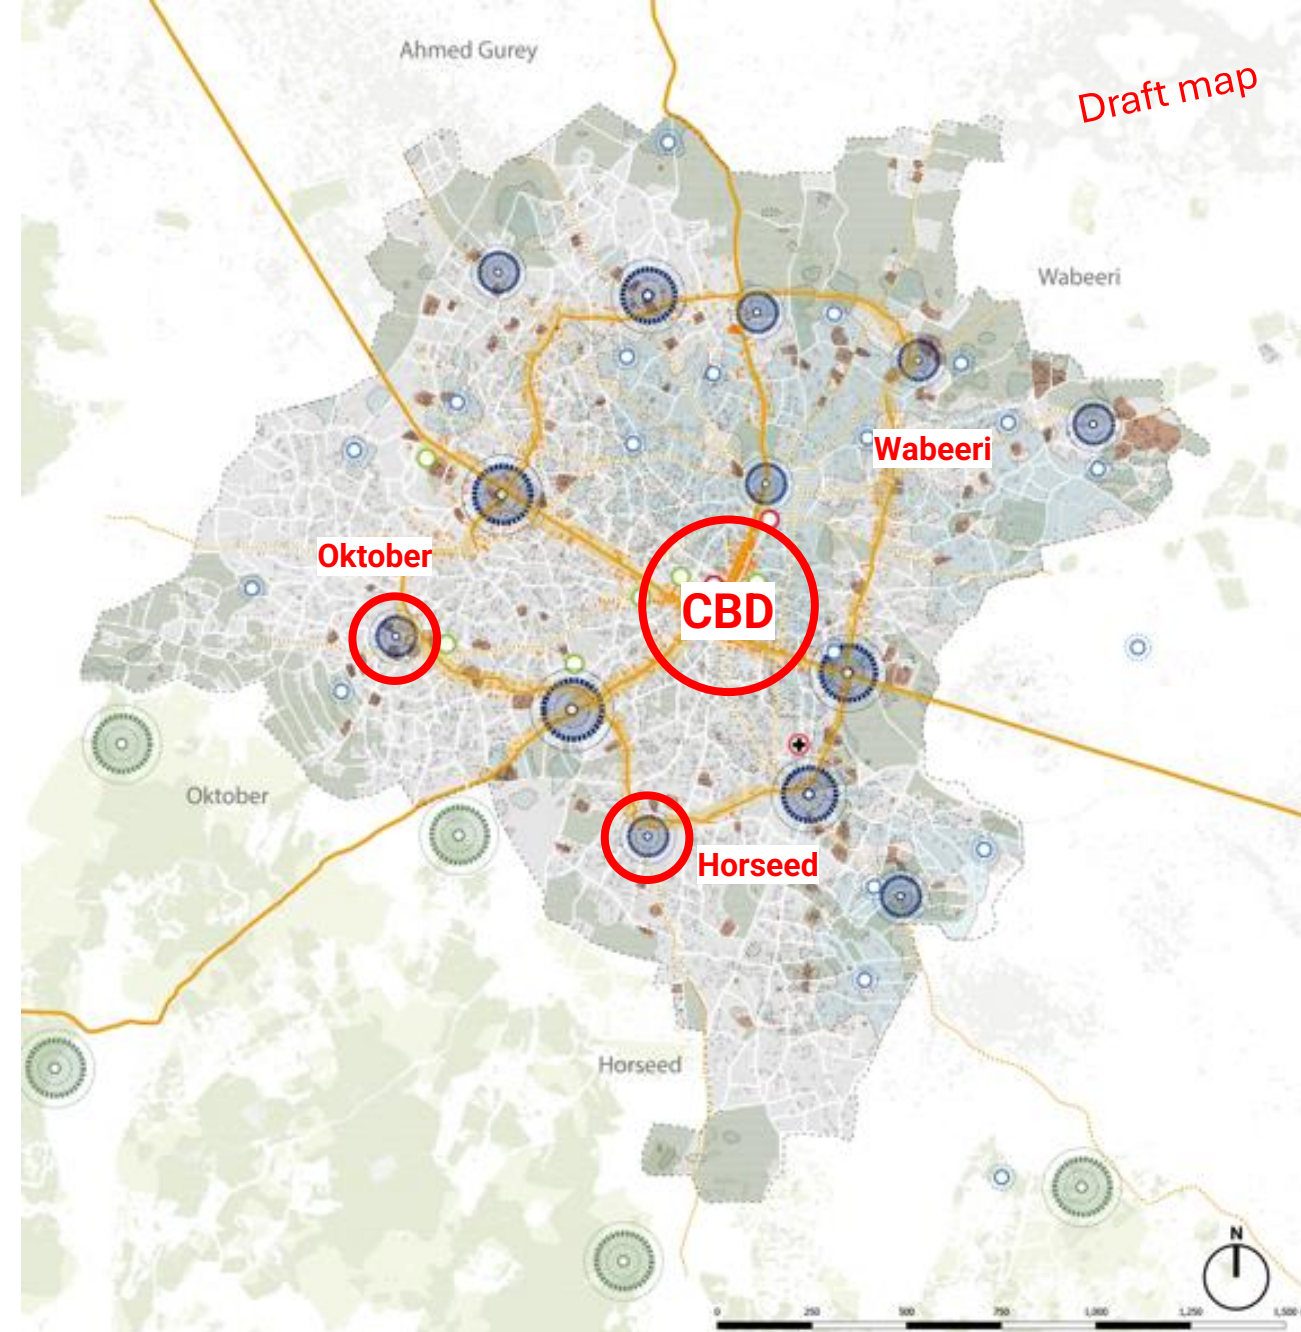 Ahmed Gurey
Draft map
Wabeeri
Wabeeri
Oktober
CBD
Oktober
Horseed
Horseed
N
0 250 500 750 1,000 1,250 1,500